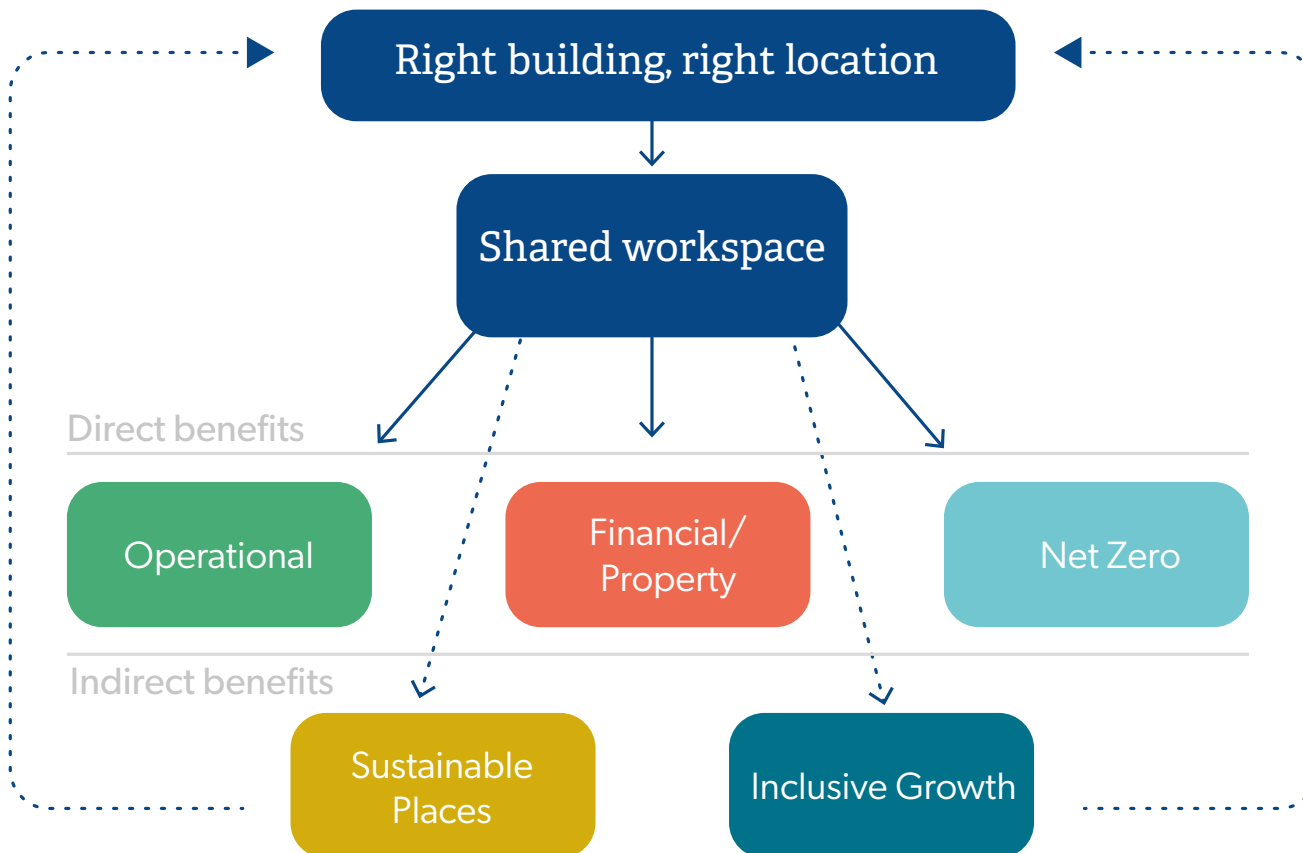 Right building, right location
Shared workspace
Direct benefits
Operational
Financial/
Property
Net Zero
Indirect benefits
Sustainable
Places
Inclusive Growth